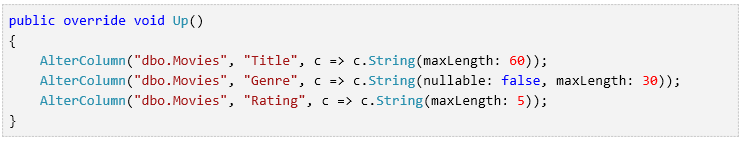 public override void Up()
{
    AlterColumn("dbo.Movies", "Title", c => c.String(maxLength: 60));
    AlterColumn("dbo.Movies", "Genre", c => c.String(nullable: false, maxLength: 30));
    AlterColumn("dbo.Movies", "Rating", c => c.String(maxLength: 5));
}